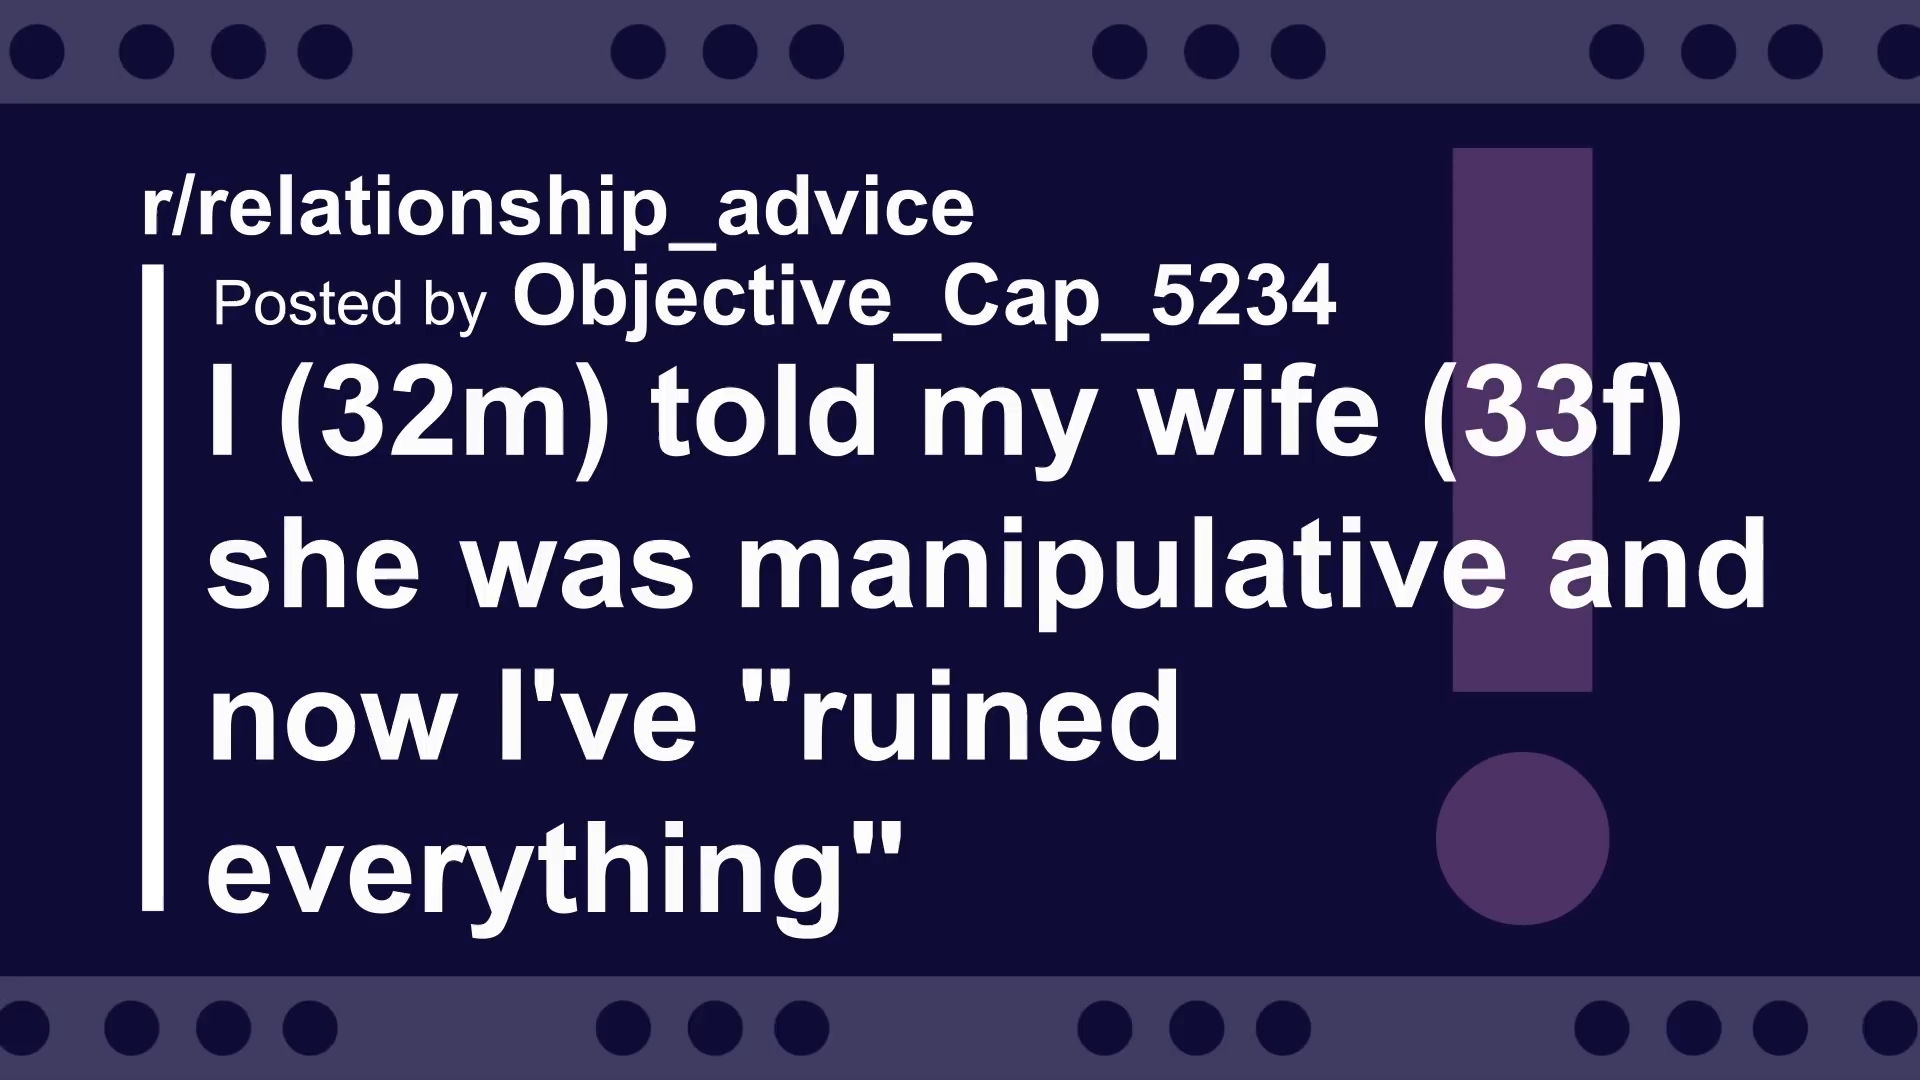 r/relationship_advice
Posted by Objective_Cap_5234
I (32m) told my wife (33f)
she was manipulative and
now I've "ruined
everything"